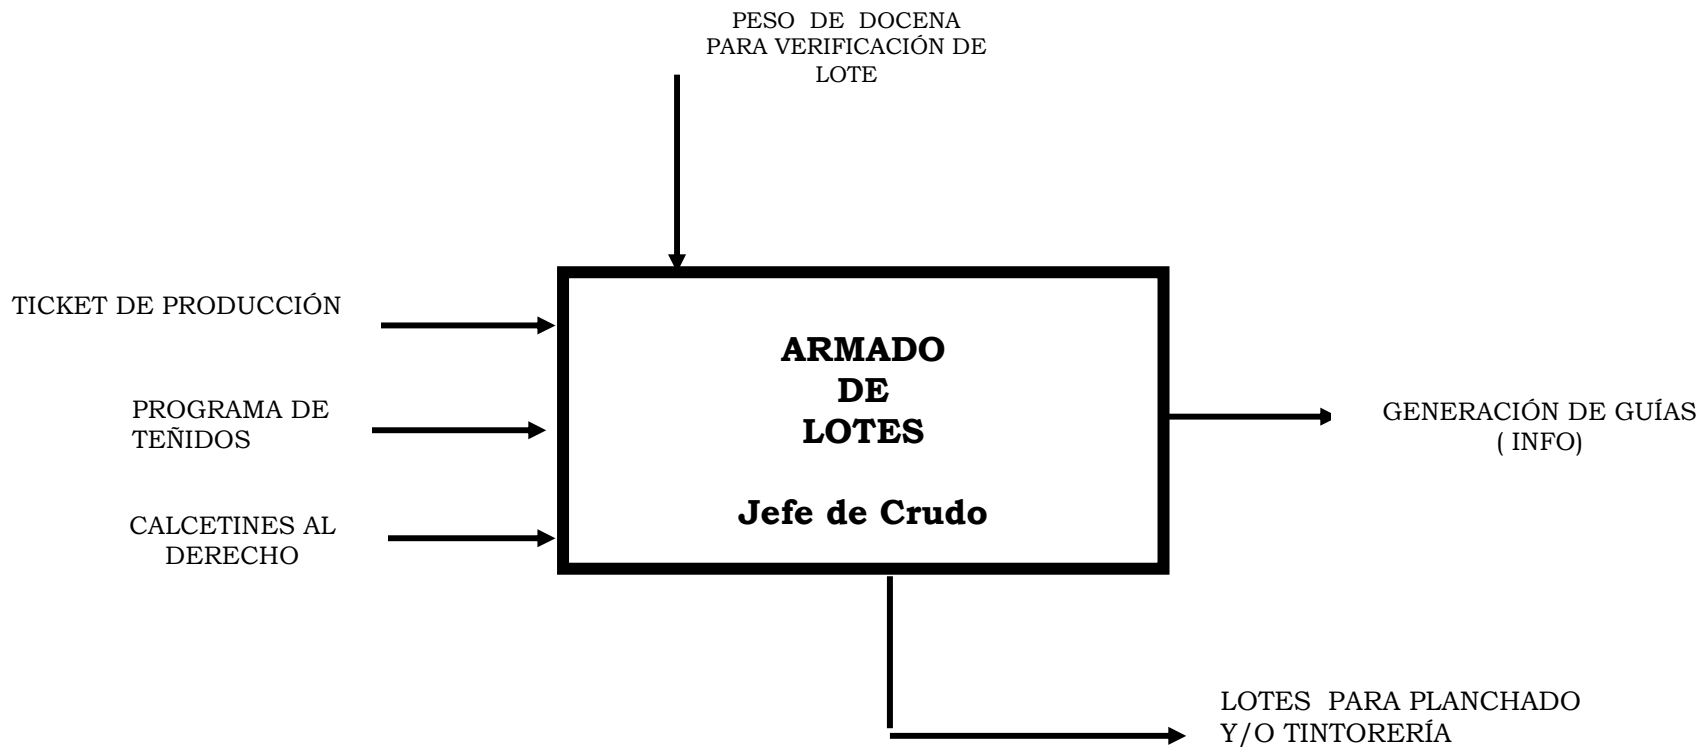 PESO DE DOCENA
PARA VERIFICACIÓN DE
LOTE
TICKET DE PRODUCCIÓN
PROGRAMA DE
TEÑIDOS
CALCETINES AL
DERECHO
ARMADO
DE
LOTES
Jefe de Crudo
GENERACIÓN DE GUÍAS
( INFO)
LOTES PARA PLANCHADO
Y/O TINTORERÍA